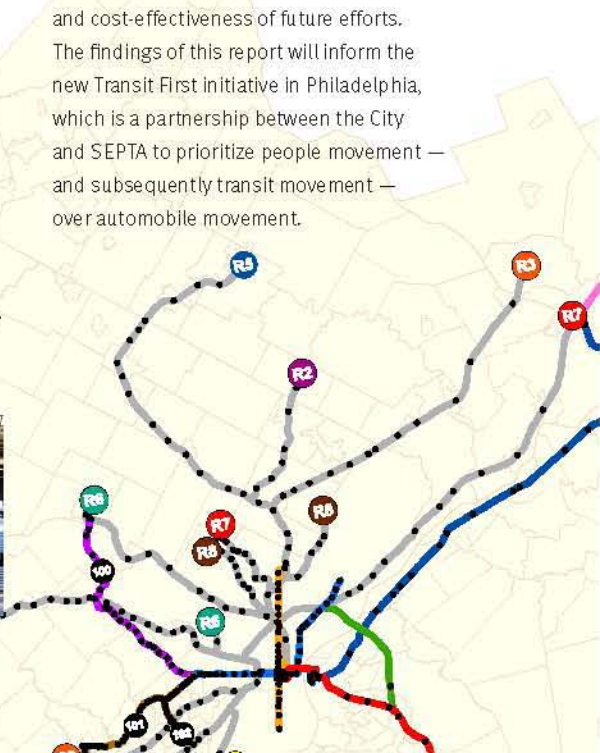 and cost-effectiveness of future efforts.
The findings of this report will inform the
new Transit First initiative in Philadelphia,
which is a partnership between the City
and SEPTA to prioritize people movement —
and subsequently transit movement —
over automobile movement.
R5
R3
R7
R2
R6
R8
R7
R8
100
R6
101
102